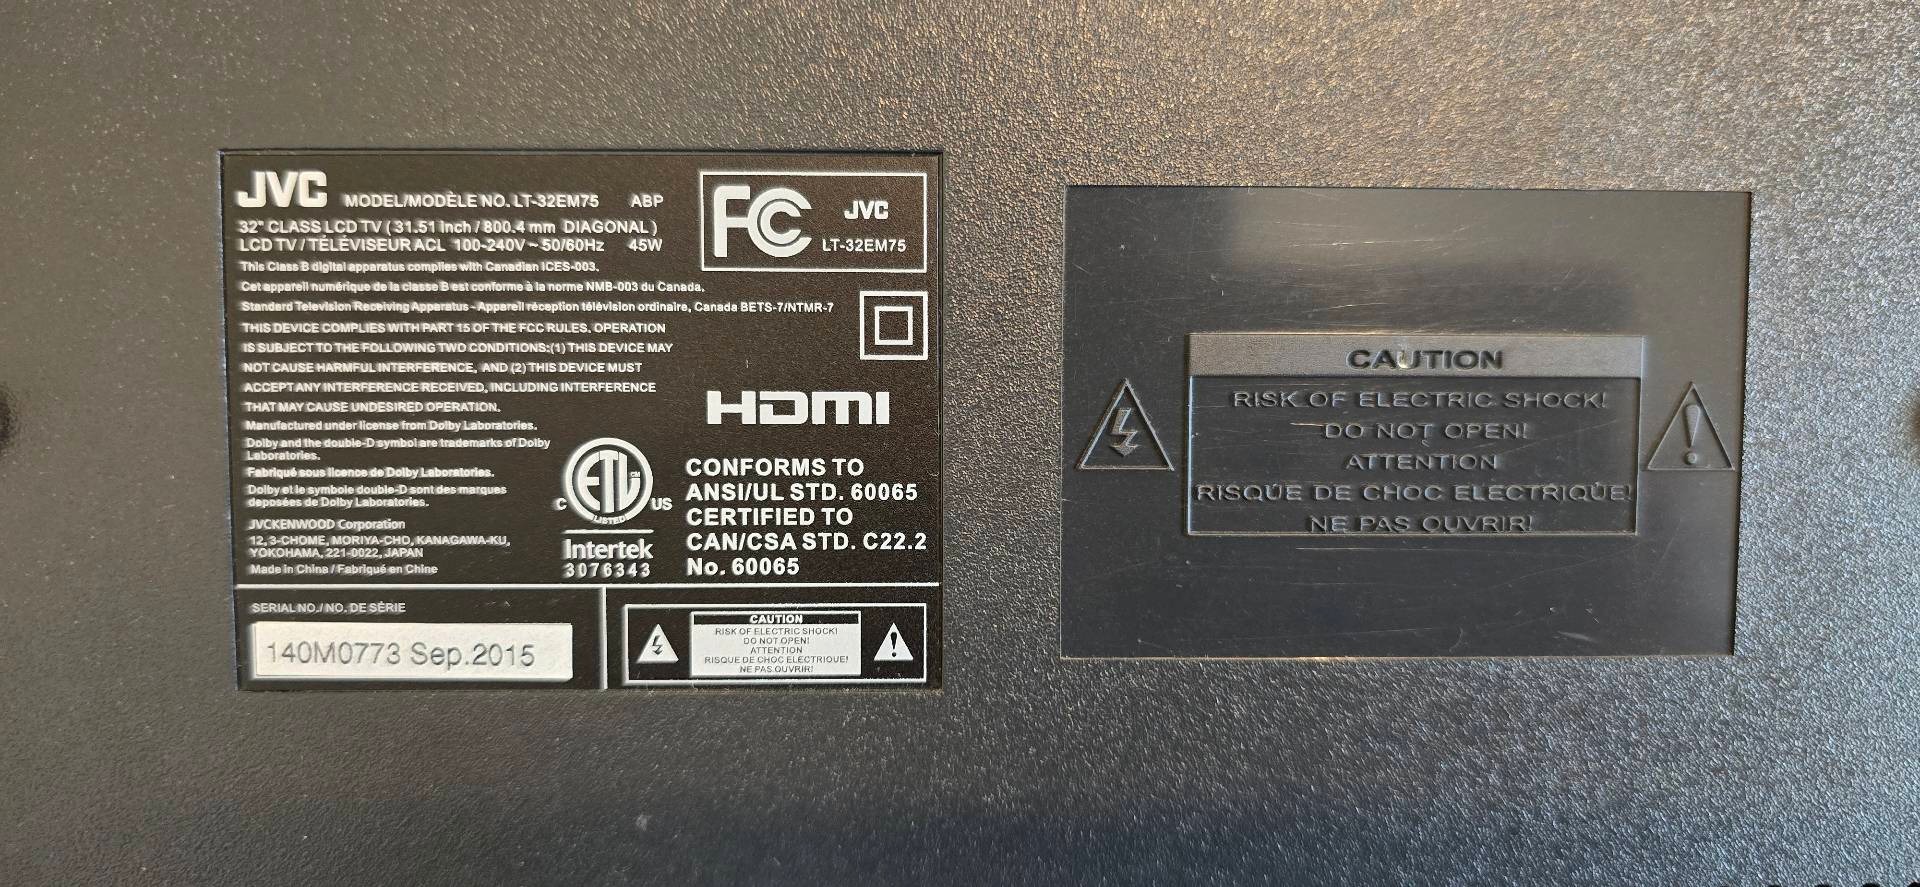 JVC MODEL/MODÈLE NO. LT-32EM75 ABP
32" CLASS LCD TV ( 31.51 Inch / 800.4 mm DIAGONAL )
LCD TV / TÉLÉVISEUR ACL 100-240V ~ 50/60Hz 45W
This Class B digital apparatus complies with Canadian ICES-003.
Cet appareil numérique de la classe B est conforme à la norme NMB-003 du Canada.
Standard Television Receiving Apparatus - Appareil réception télévision ordinaire, Canada BETS-7/NTMR-7
THIS DEVICE COMPLIES WITH PART 15 OF THE FCC RULES. OPERATION
IS SUBJECT TO THE FOLLOWING TWO CONDITIONS:(1) THIS DEVICE MAY
NOT CAUSE HARMFUL INTERFERENCE, AND (2) THIS DEVICE MUST
ACCEPT ANY INTERFERENCE RECEIVED, INCLUDING INTERFERENCE
THAT MAY CAUSE UNDESIRED OPERATION.
Manufactured under license from Dolby Laboratories.
Dolby and the double-D symbol are trademarks of Dolby
Laboratories.
Fabriqué sous licence de Dolby Laboratories.
Dolby et le symbole double-D sont des marques
deposées de Dolby Laboratories.
JVCKENWOOD Corporation
12, 3-CHOME, MORIYA-CHO, KANAGAWA-KU,
YOKOHAMA, 221-0022, JAPAN
Made in China / Fabriqué en Chine
FC
JVC
LT-32EM75
HDMI
C ETL CM US
LISTED
Intertek
3076343
CONFORMS TO
ANSI/UL STD. 60065
CERTIFIED TO
CAN/CSA STD. C22.2
No. 60065
SERIAL NO./NO. DE SÉRIE
140M0773 Sep.2015
CAUTION
RISK OF ELECTRIC SHOCK!
DO NOT OPEN!
ATTENTION
RISQUE DE CHOC ELECTRIQUE!
NE PAS OUVRIR!
CAUTION
RISK OF ELECTRIC SHOCK!
DO NOT OPEN!
ATTENTION
RISQUE DE CHOC ELECTRIQUE!
NE PAS OUVRIR!